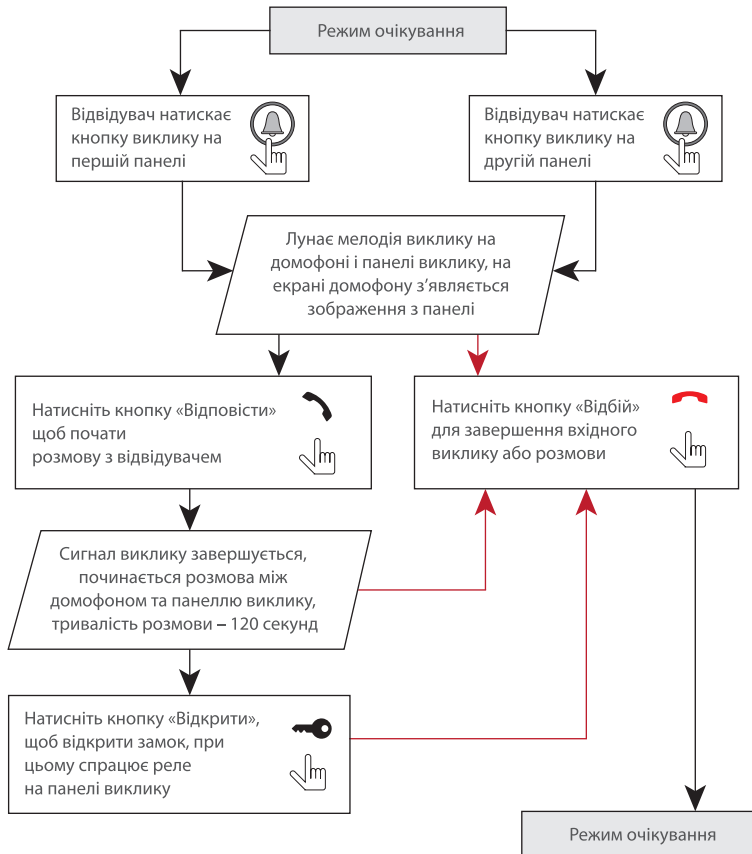 Режим очікування
Відвідувач натискає
кнопку виклику на
першій панелі
Відвідувач натискає
кнопку виклику на
другій панелі
Лунає мелодія виклику на
домофоні і панелі виклику, на
екрані домофону з’являється
зображення з панелі
Натисніть кнопку «Відповісти»
щоб почати
розмову з відвідувачем
Натисніть кнопку «Відбій»
для завершення вхідного
виклику або розмови
Сигнал виклику завершується,
починається розмова між
домофоном та панеллю виклику,
тривалість розмови – 120 секунд
Натисніть кнопку «Відкрити»,
щоб відкрити замок, при
цьому спрацює реле
на панелі виклику
Режим очікування